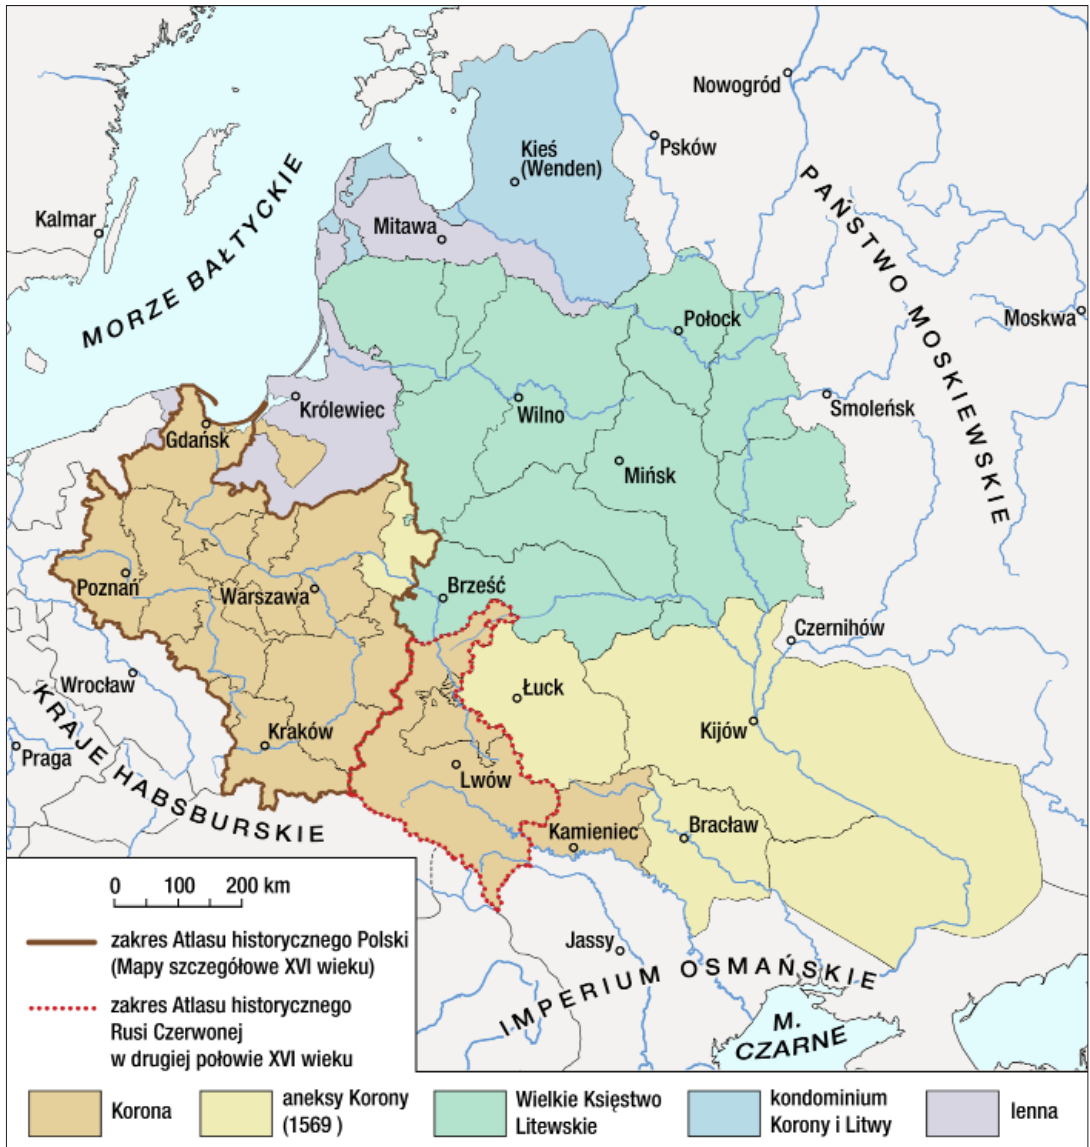 Nowogród
Psków
Kieś
(Wenden)
Kalmar
Mitawa
MORZE BAŁTYCKIE
PAŃSTWO MOSKIEWSKIE
Moskwa
Połock
Smoleńsk
Królewiec
Wilno
Gdańsk
Mińsk
Poznań
Warszawa
Brześć
Czernihów
Wrocław
Łuck
Kijów
KRAJE HABSBURSKIE
Praga
Kraków
Lwów
Kamieniec
Bracław
Jassy
IMPERIUM OSMAŃSKIE
M.
CZARNE
0 100 200 km
zakres Atlasu historycznego Polski
(Mapy szczegółowe XVI wieku)
zakres Atlasu historycznego
Rusi Czerwonej
w drugiej połowie XVI wieku
Korona
aneksy Korony
(1569 )
Wielkie Księstwo
Litewskie
kondominium
Korony i Litwy
lenna